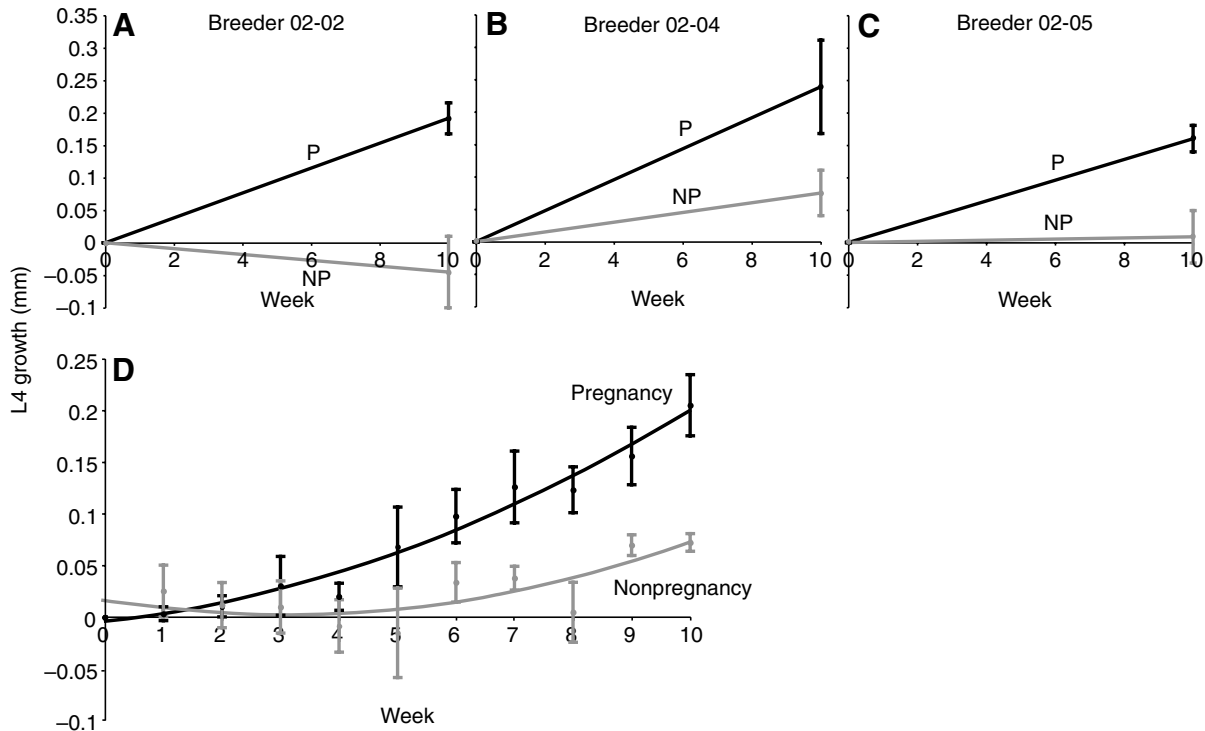 A Breeder 02-02
B Breeder 02-04
C Breeder 02-05
0.35
0.3
0.25
0.2
0.15
0.1
0.05
0
−0.05
−0.1
P
NP
0 2 4 6 8 10
Week
P
NP
0 2 4 6 8 10
Week
P
NP
0 2 4 6 8 10
Week
L4 growth (mm)
D
0.25
0.2
0.15
0.1
0.05
0
−0.05
−0.1
Pregnancy
Nonpregnancy
0 1 2 3 4 5 6 7 8 9 10
Week